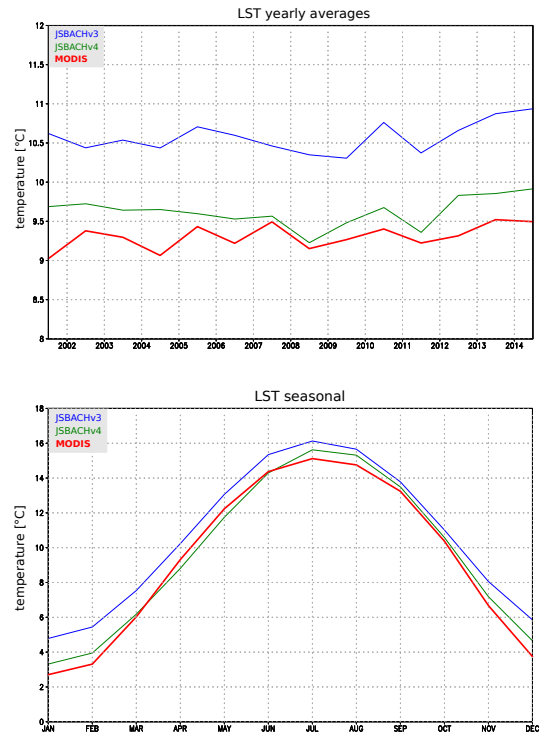 LST yearly averages
JSBACHv3
JSBACHv4
MODIS
temperature [°C]
12
11.5
11
10.5
10
9.5
9
8.5
8
2002 2003 2004 2005 2006 2007 2008 2009 2010 2011 2012 2013 2014
LST seasonal
JSBACHv3
JSBACHv4
MODIS
temperature [°C]
18
16
14
12
10
8
6
4
2
0
JAN FEB MAR APR MAY JUN JUL AUG SEP OCT NOV DEC